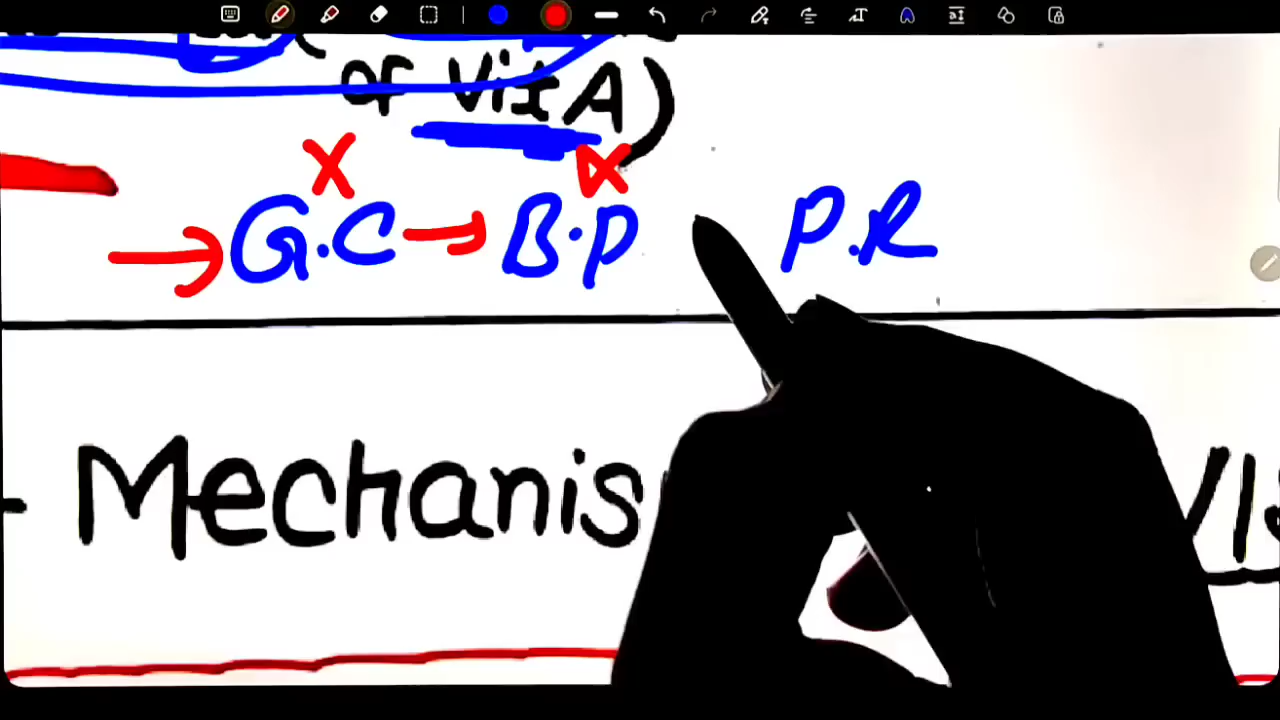 of Vit A)
x x
→ G.C → B.P P.R
- Mechanis